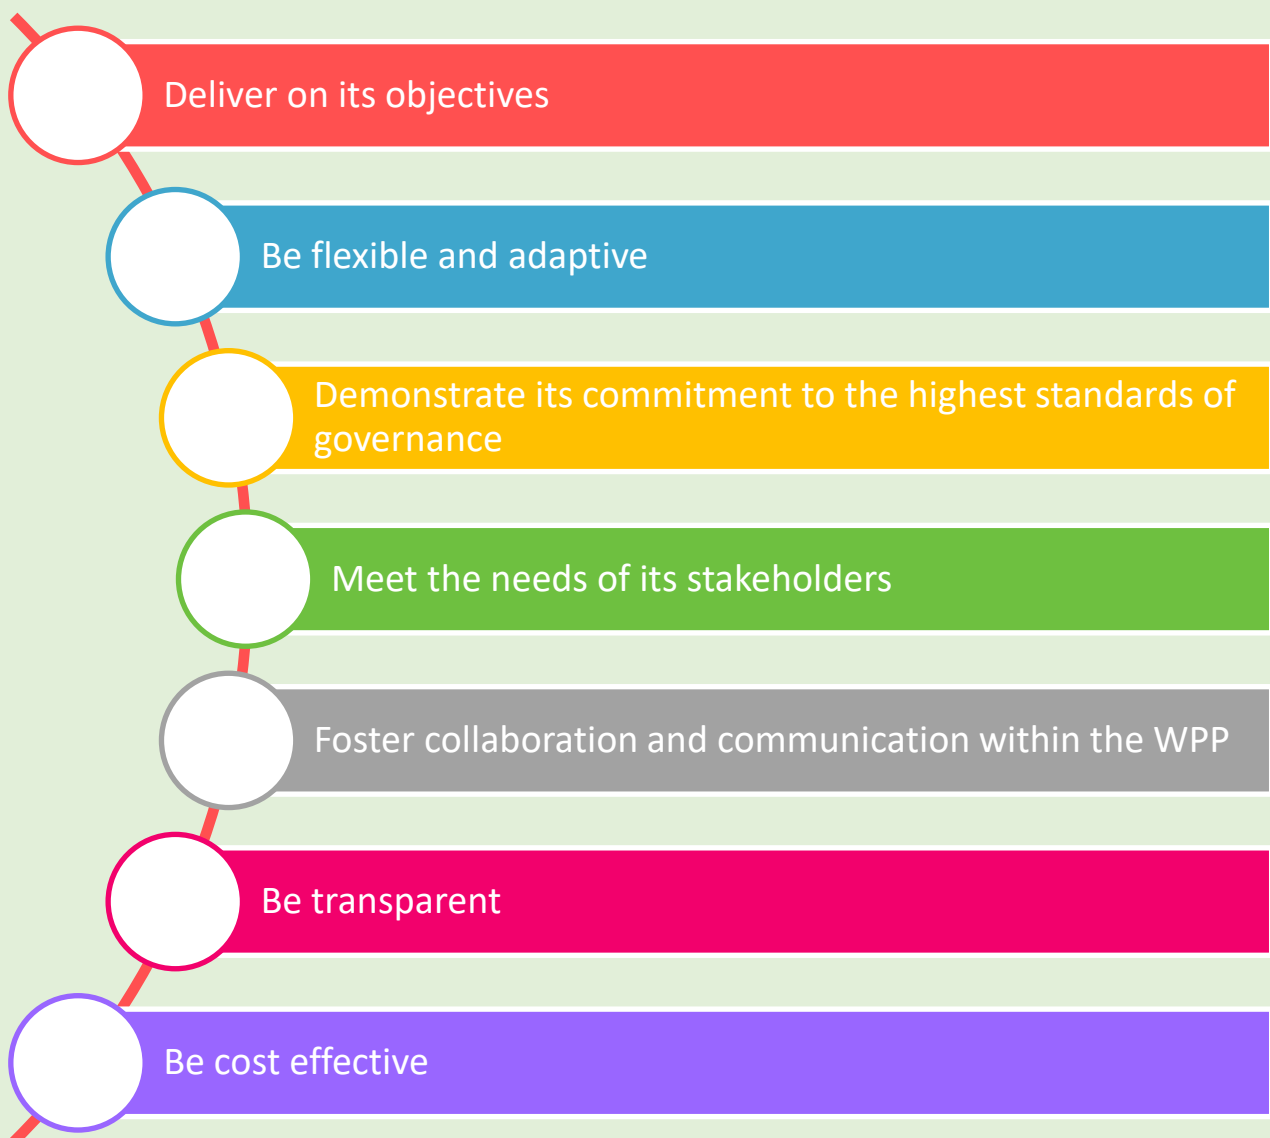 Deliver on its objectives
Be flexible and adaptive
Demonstrate its commitment to the highest standards of
governance
Meet the needs of its stakeholders
Foster collaboration and communication within the WPP
Be transparent
Be cost effective